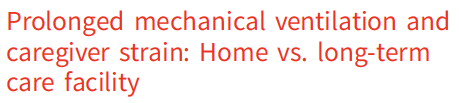 Prolonged mechanical ventilation and
caregiver strain: Home vs. long-term
care facility